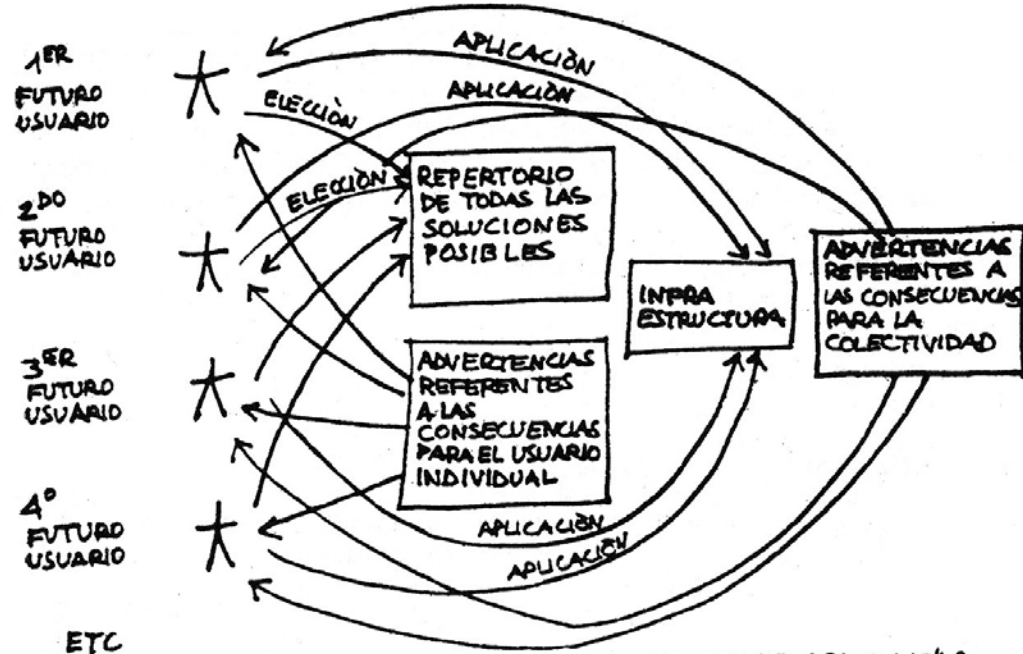 1ER
FUTURO
USUARIO
2DO
FUTURO
USUARIO
3ER
FUTURO
USUARIO
4º
FUTURO
USUARIO
ETC
ELECCIÒN
ELECCIÒN
APLICACIÒN
APLICACIÒN
REPERTORIO
DE TODAS LAS
SOLUCIONES
POSIBLES
ADVERTENCIAS
REFERENTES
A LAS
CONSECUENCIAS
PARA EL USUARIO
INDIVIDUAL
INFRA
ESTRUCTURA
ADVERTENCIAS
REFERENTES A
LAS CONSECUENCIAS
PARA LA
COLECTIVIDAD
APLICACIÒN
APLICACIÒN